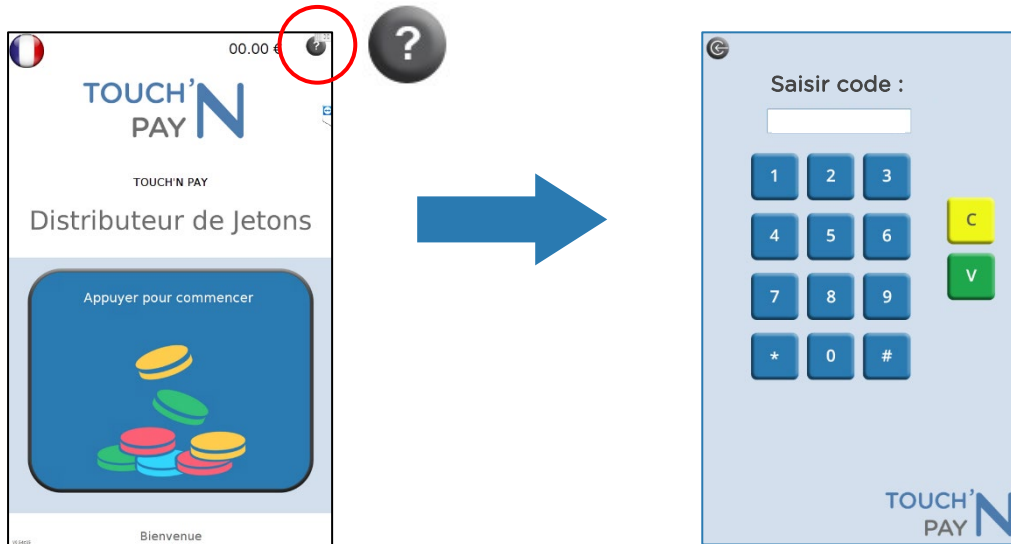 00.00 €
?
?
TOUCH'N
PAY
TOUCH'N PAY
Distributeur de Jetons
Appuyer pour commencer
Bienvenue
Saisir code :
1 2 3
4 5 6
7 8 9
* 0 #
C
V
TOUCH'N
PAY